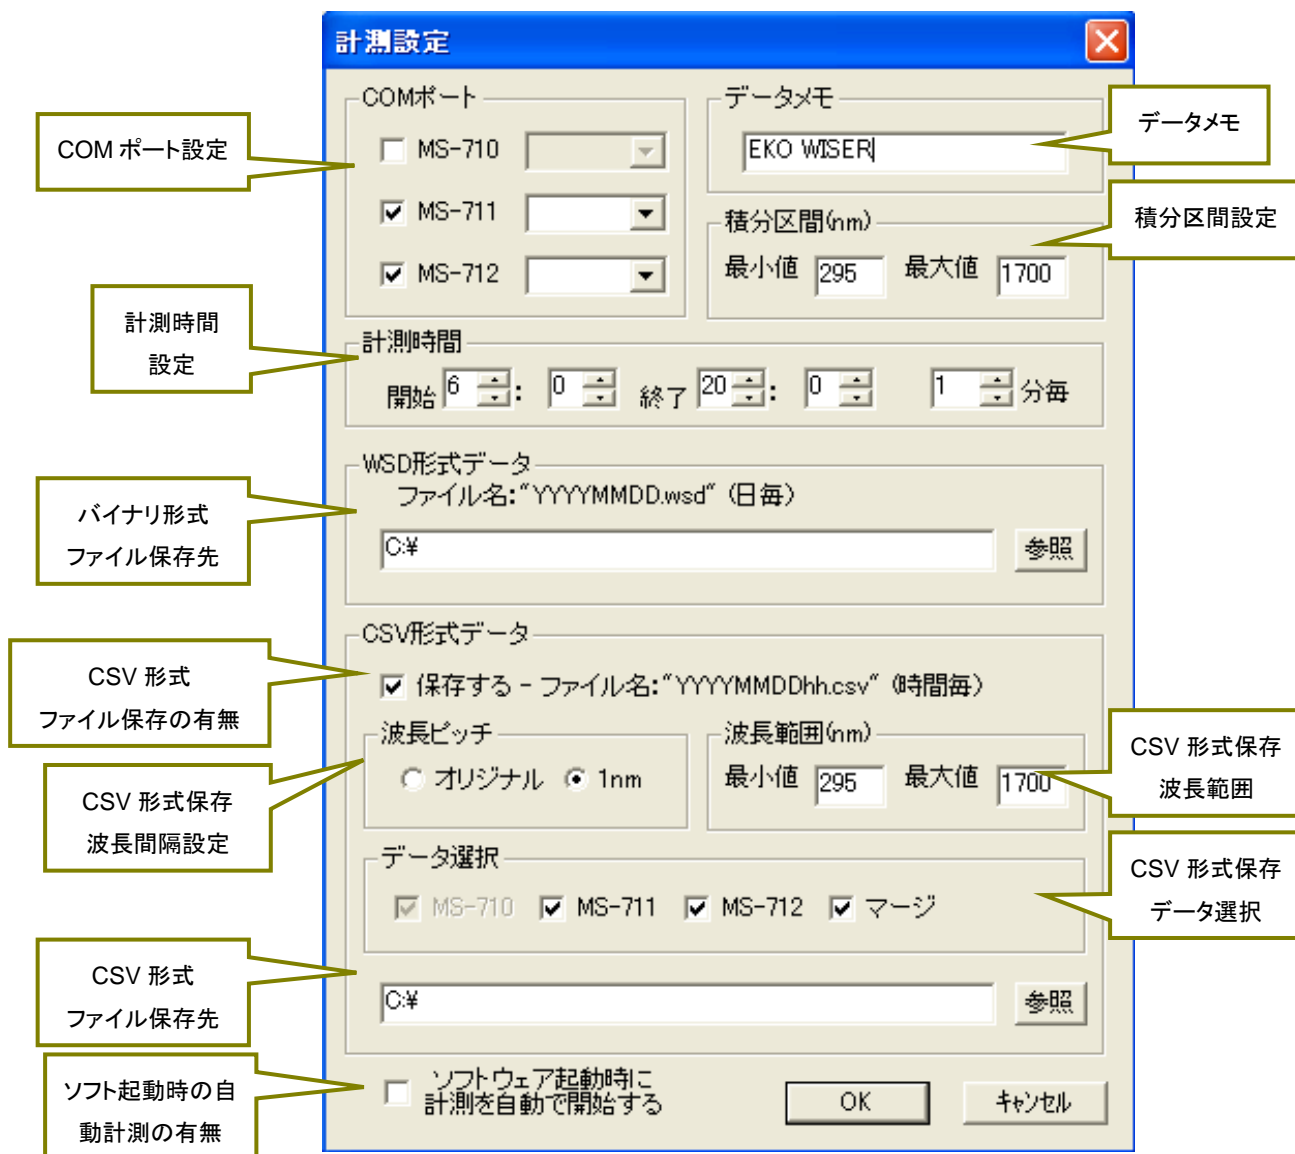 計測設定
COMポート
MS-710
MS-711
MS-712
データメモ
EKO WISER
積分区間(nm)
最小値 295 最大値 1700
計測時間
開始 6 : 0 終了 20 : 0 1 分毎
WSD形式データ
ファイル名:"YYYYMMDD.wsd" (日毎)
C:¥ 参照
CSV形式データ
保存する - ファイル名:"YYYYMMDDhh.csv" (時間毎)
波長ピッチ
オリジナル 1nm
波長範囲(nm)
最小値 295 最大値 1700
データ選択
MS-710 MS-711 MS-712 マージ
C:¥ 参照
ソフトウェア起動時に
計測を自動で開始する
OK キャンセル
COM ポート設定
計測時間
設定
バイナリ形式
ファイル保存先
CSV 形式
ファイル保存の有無
CSV 形式保存
波長間隔設定
CSV 形式
ファイル保存先
ソフト起動時の自
動計測の有無
データメモ
積分区間設定
CSV 形式保存
波長範囲
CSV 形式保存
データ選択